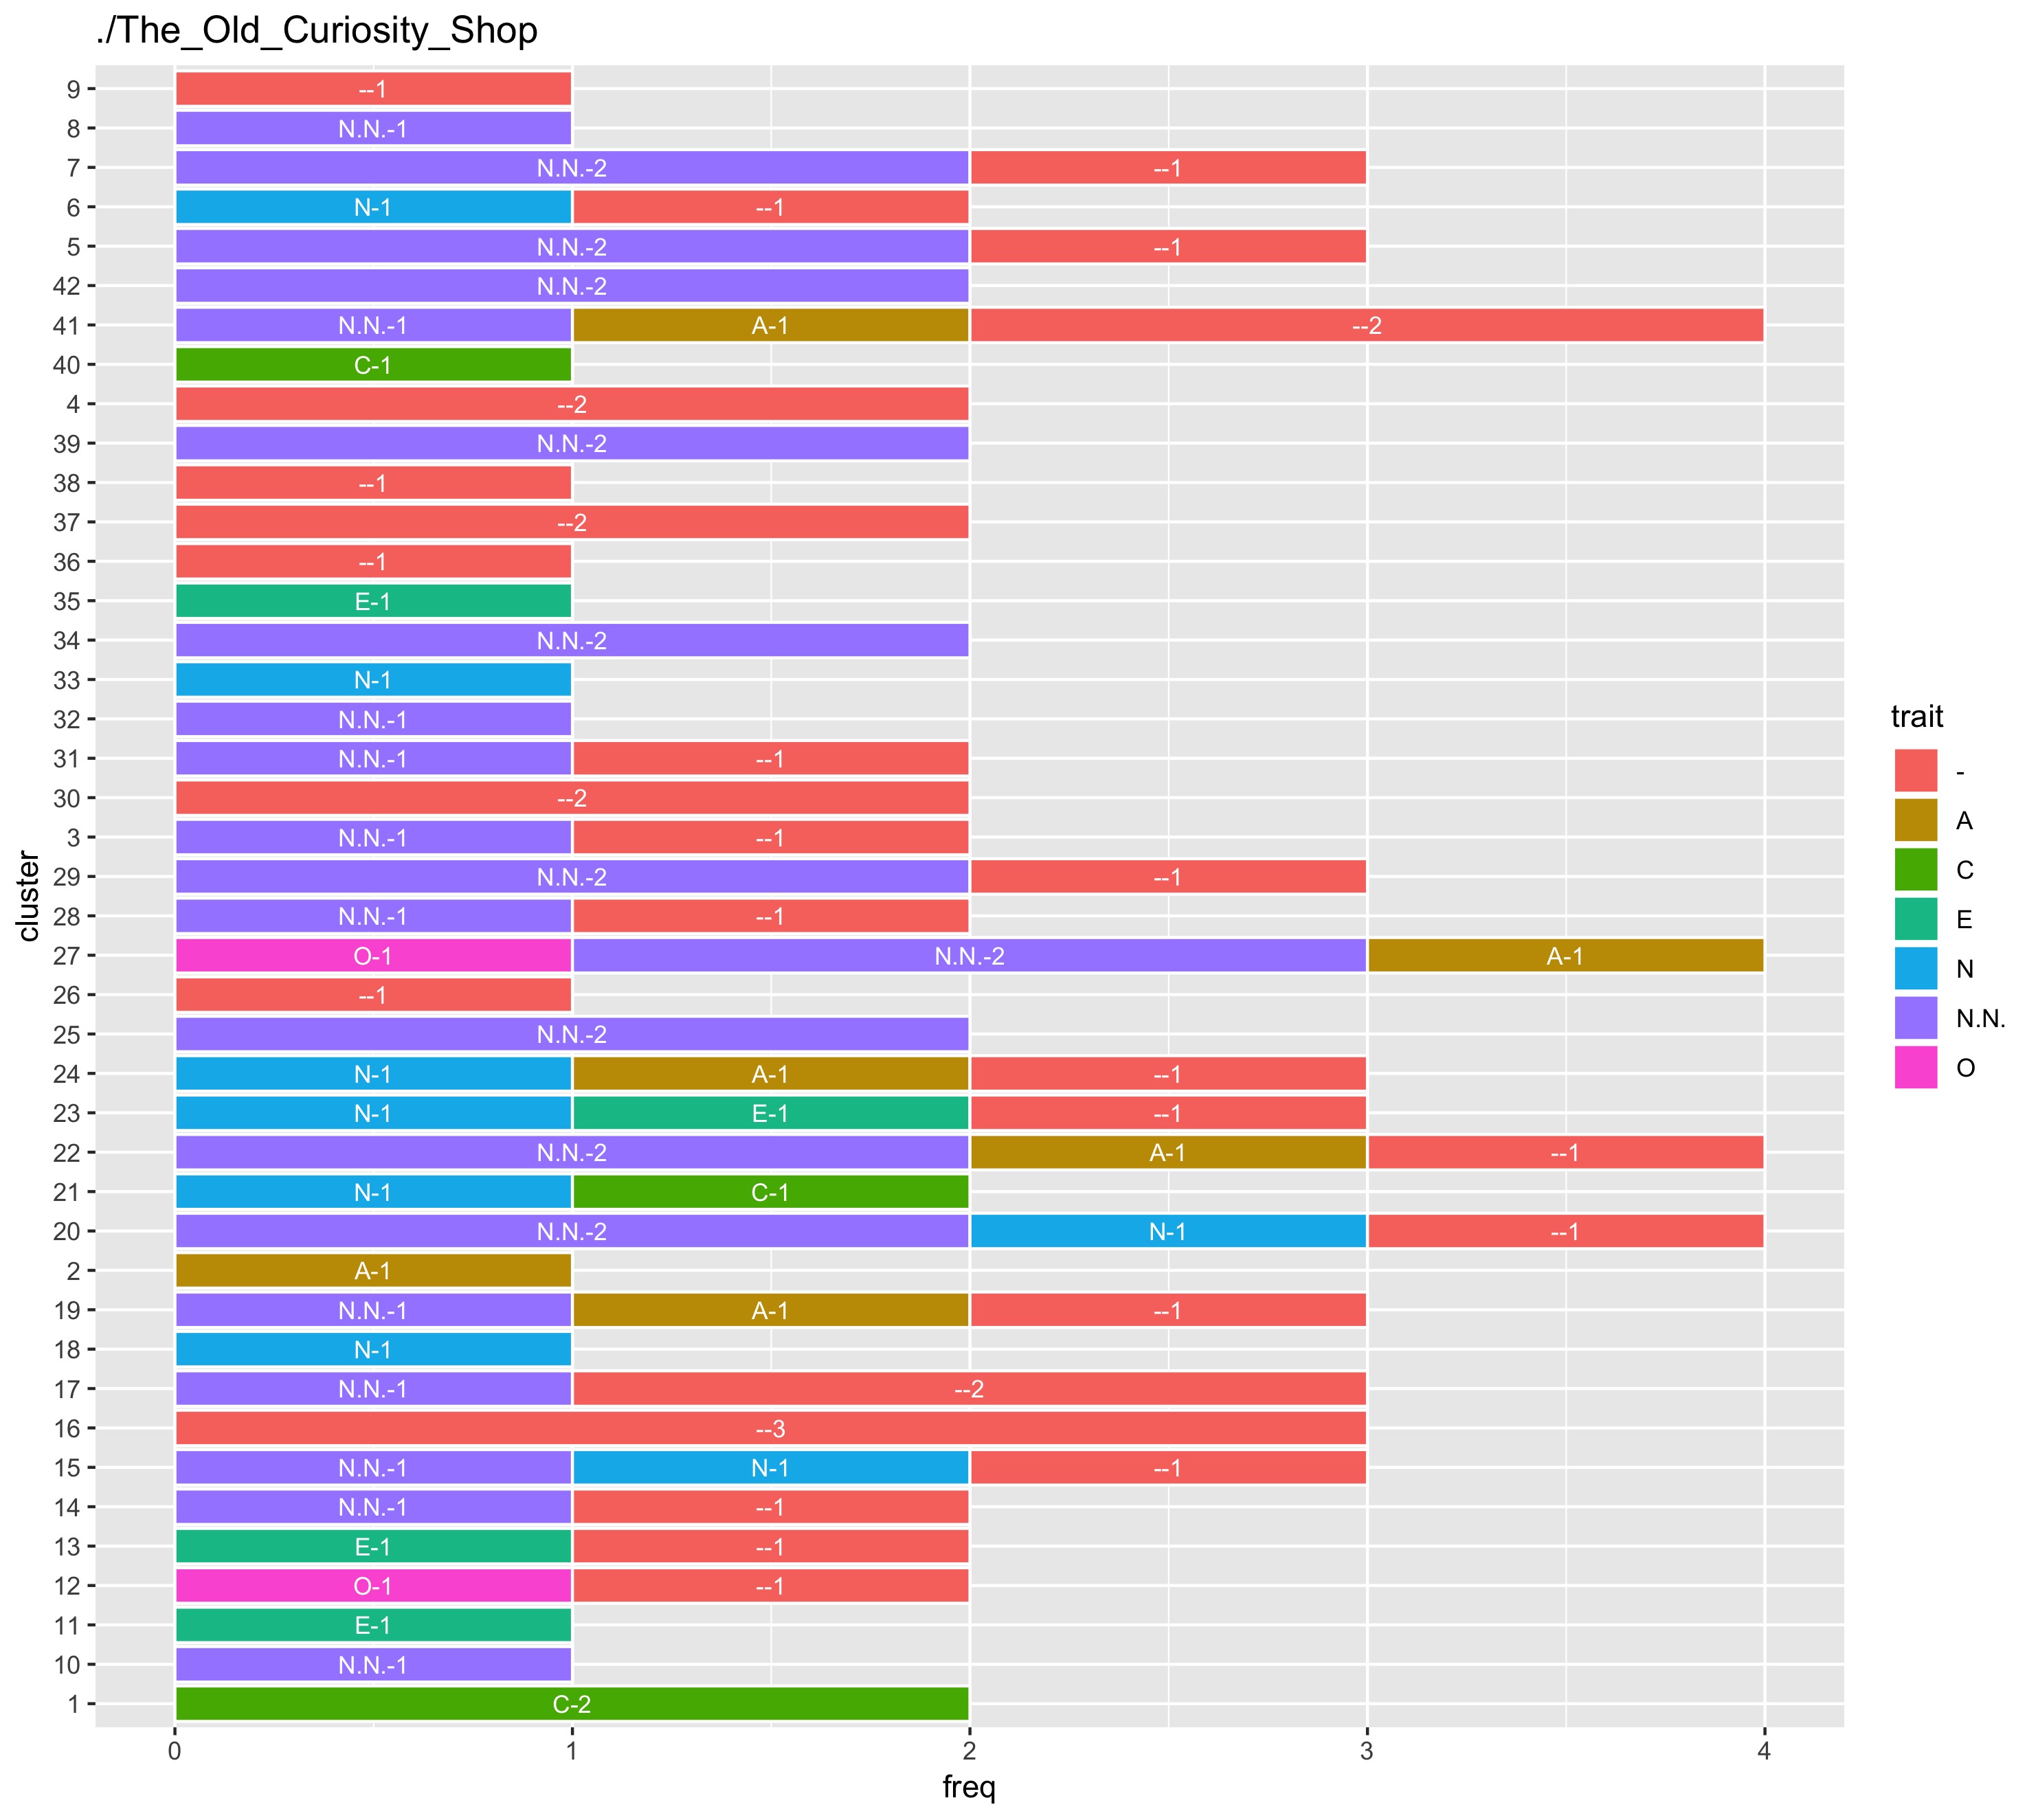 ./The_Old_Curiosity_Shop
9 --1
8 N.N.-1
7 N.N.-2 --1
6 N-1 --1
5 N.N.-2 --1
42 N.N.-2
41 N.N.-1 A-1 --2
40 C-1
4 --2
39 N.N.-2
38 --1
37 --2
36 --1
35 E-1
34 N.N.-2
33 N-1
32 N.N.-1
31 N.N.-1 --1
30 --2
3 N.N.-1 --1
29 N.N.-2 --1
28 N.N.-1 --1
27 O-1 N.N.-2 A-1
26 --1
25 N.N.-2
24 N-1 A-1 --1
23 N-1 E-1 --1
22 N.N.-2 A-1 --1
21 N-1 C-1
20 N.N.-2 N-1 --1
2 A-1
19 N.N.-1 A-1 --1
18 N-1
17 N.N.-1 --2
16 --3
15 N.N.-1 N-1 --1
14 N.N.-1 --1
13 E-1 --1
12 O-1 --1
11 E-1
10 N.N.-1
1 C-2
0 1 2 3 4
freq
cluster
trait
-
A
C
E
N
N.N.
O